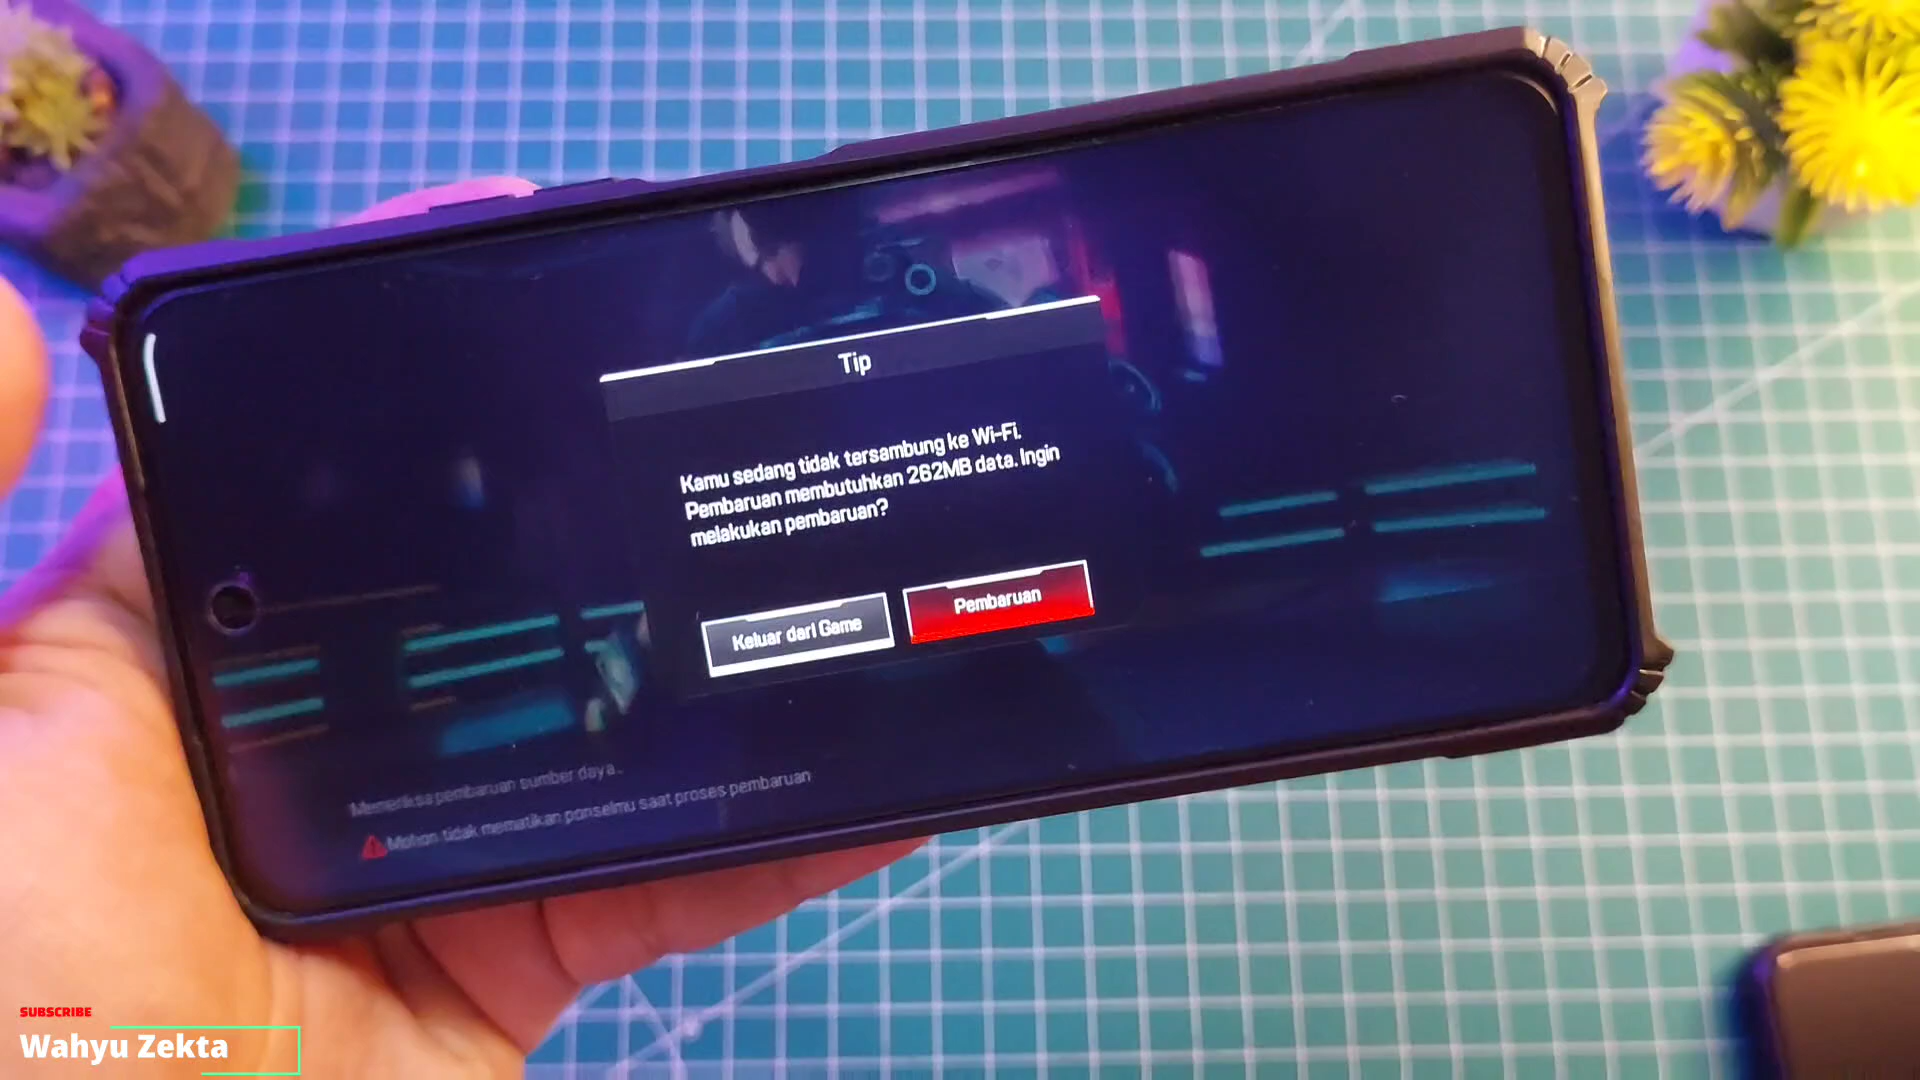 Tip
Kamu sedang tidak tersambung ke Wi-Fi.
Pembaruan membutuhkan 262MB data. Ingin
melakukan pembaruan?
Keluar dari Game
Pembaruan
Memeriksa pembaruan sumber daya..
Mohon tidak mematikan ponselmu saat proses pembaruan
SUBSCRIBE
Wahyu Zekta